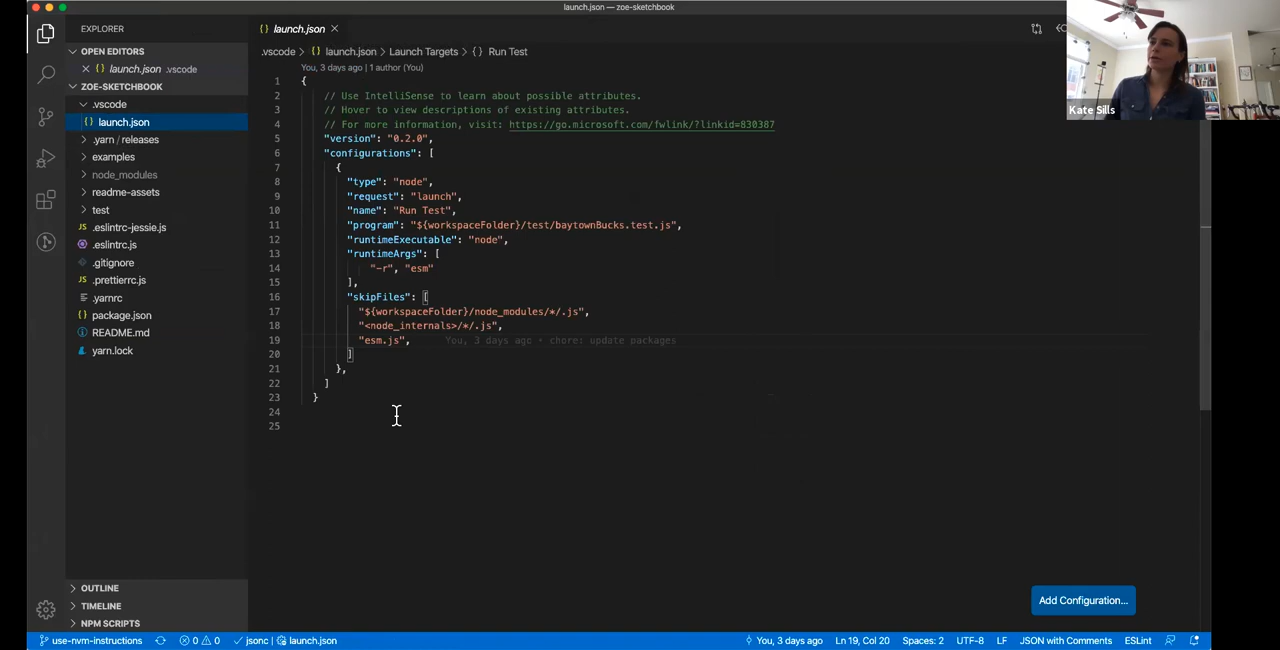 launch.json — zoe-sketchbook
EXPLORER
OPEN EDITORS
launch.json .vscode
ZOE-SKETCHBOOK
.vscode
{} launch.json
.yarn / releases
examples
node_modules
readme-assets
test
JS .eslintrc-jessie.js
.eslintrc.js
.gitignore
JS .prettierrc.js
.yarnrc
{} package.json
README.md
yarn.lock
OUTLINE
TIMELINE
NPM SCRIPTS
{} launch.json
.vscode > {} launch.json > Launch Targets > {} Run Test
You, 3 days ago | 1 author (You)
1 {
2 // Use IntelliSense to learn about possible attributes.
3 // Hover to view descriptions of existing attributes.
4 // For more information, visit: https://go.microsoft.com/fwlink/?linkid=830387
5 "version": "0.2.0",
6 "configurations": [
7 {
8 "type": "node",
9 "request": "launch",
10 "name": "Run Test",
11 "program": "${workspaceFolder}/test/baytownBucks.test.js",
12 "runtimeExecutable": "node",
13 "runtimeArgs": [
14 "-r", "esm"
15 ],
16 "skipFiles": [
17 "${workspaceFolder}/node_modules/*/.js",
18 "<node_internals>/*/.js",
19 "esm.js", You, 3 days ago • chore: update packages
20 ]
21 },
22 ]
23 }
24
25
Kate Sills
Add Configuration...
use-nvm-instructions 0 0 jsonc | launch.json You, 3 days ago Ln 19, Col 20 Spaces: 2 UTF-8 LF JSON with Comments ESLint